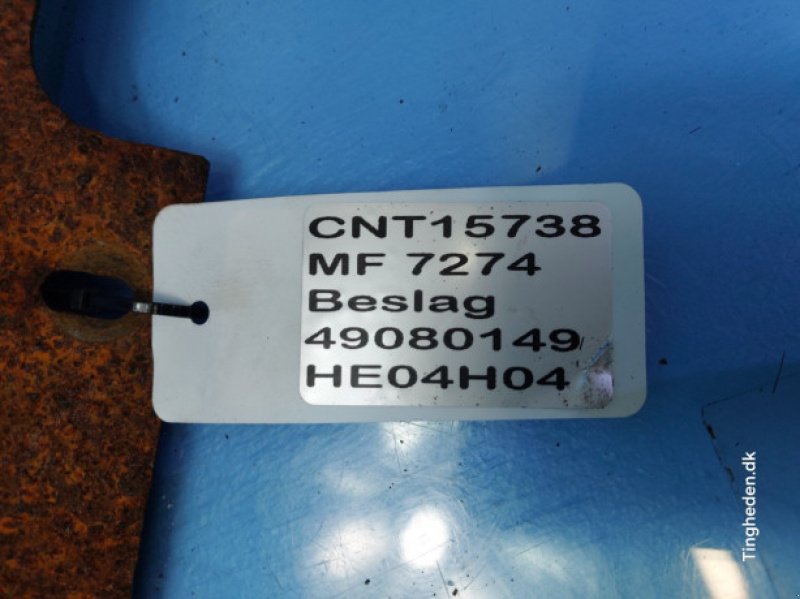 CNT15738
MF 7274
Beslag
49080149
HE04H04
Tingheden.dk